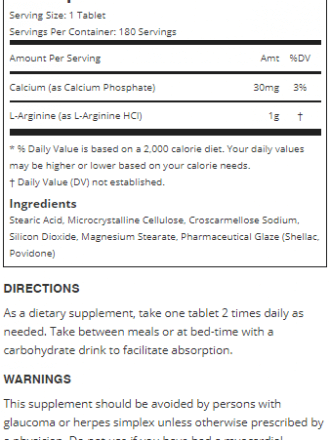 Serving Size: 1 Tablet
Servings Per Container: 180 Servings
Amount Per Serving Amt %DV
Calcium (as Calcium Phosphate) 30mg 3%
L-Arginine (as L-Arginine HCl) 1g †
* % Daily Value is based on a 2,000 calorie diet. Your daily values
may be higher or lower based on your calorie needs.
† Daily Value (DV) not established.
Ingredients
Stearic Acid, Microcrystalline Cellulose, Croscarmellose Sodium,
Silicon Dioxide, Magnesium Stearate, Pharmaceutical Glaze (Shellac,
Povidone)
DIRECTIONS
As a dietary supplement, take one tablet 2 times daily as
needed. Take between meals or at bed-time with a
carbohydrate drink to facilitate absorption.
WARNINGS
This supplement should be avoided by persons with
glaucoma or herpes simplex unless otherwise prescribed by
a physician. Do not use if you have had a myocardial